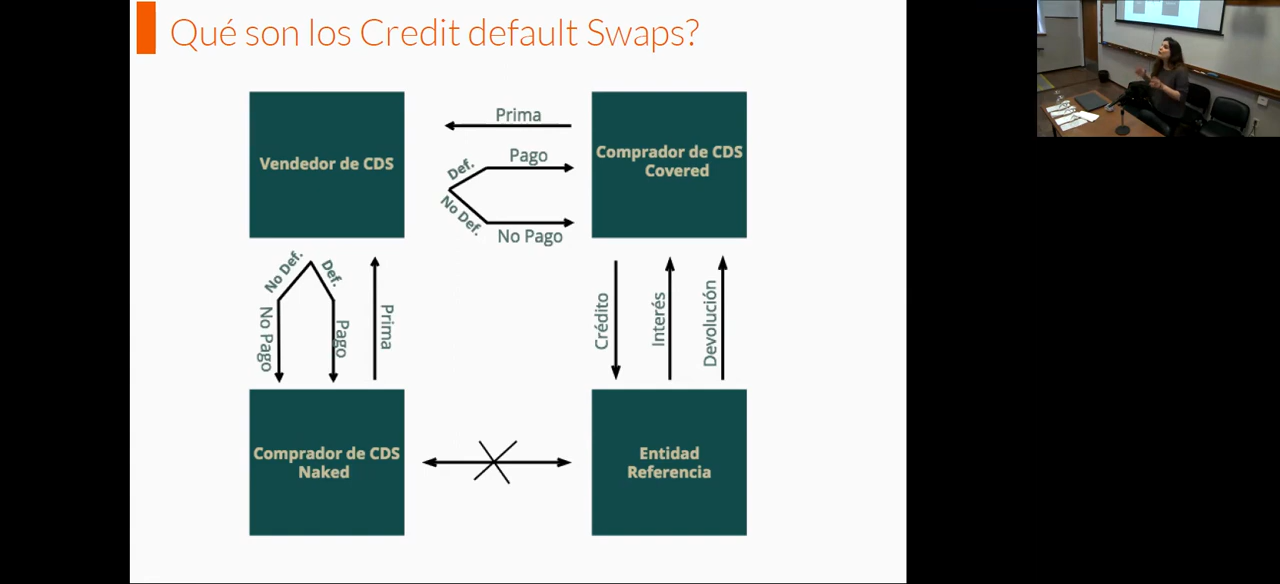 Qué son los Credit default Swaps?
Vendedor de CDS
Prima
Def.
Pago
No Def.
No Pago
Comprador de CDS
Covered
No Def.
Def.
No Pago
Pago
Prima
Crédito
Interés
Devolución
Comprador de CDS
Naked
Entidad
Referencia